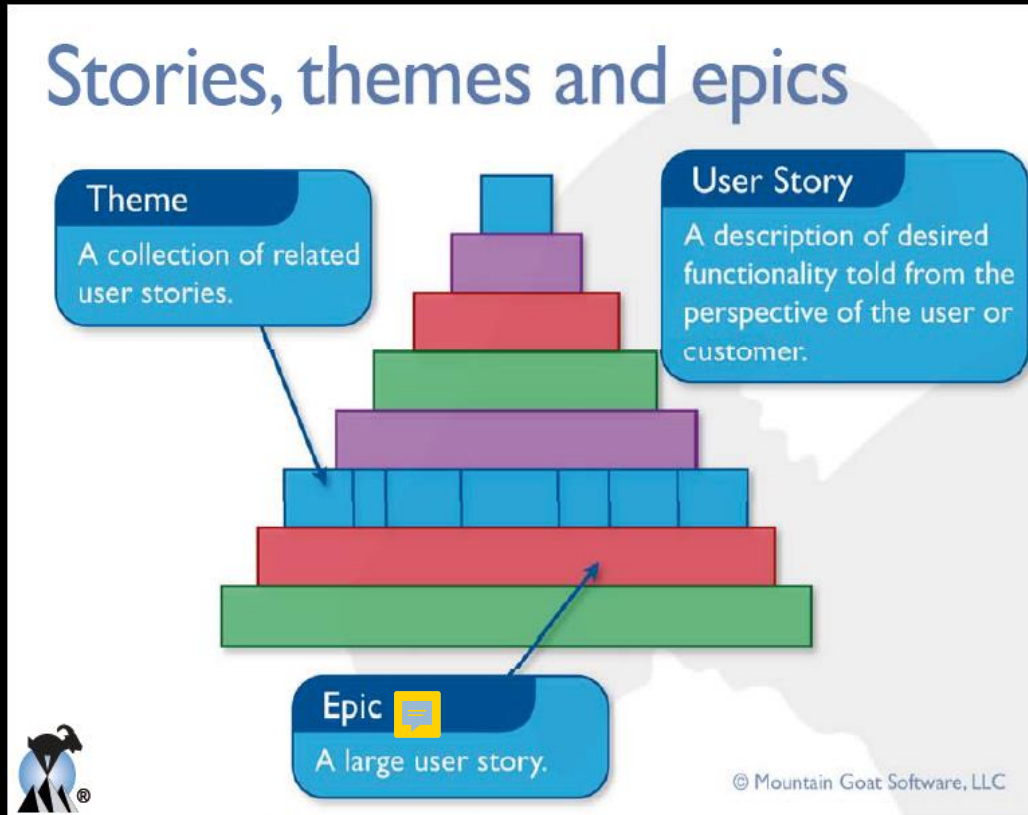 Stories, themes and epics
Theme
A collection of related
user stories.
User Story
A description of desired
functionality told from the
perspective of the user or
customer.
Epic
A large user story.
®
© Mountain Goat Software, LLC